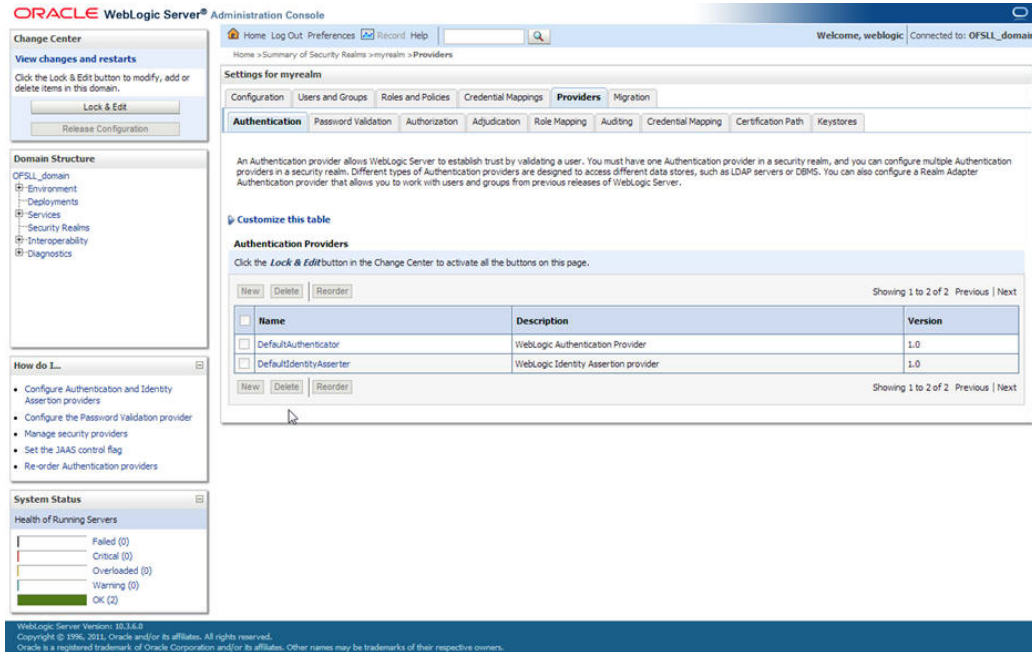 ORACLE WebLogic Server® Administration Console
Change Center
View changes and restarts
Click the Lock & Edit button to modify, add or
delete items in this domain.
Lock & Edit
Release Configuration
Domain Structure
OFSLL_domain
Environment
Deployments
Services
Security Realms
Interoperability
Diagnostics
How do I...
Configure Authentication and Identity
Assertion providers
Configure the Password Validation provider
Manage security providers
Set the JAAS control flag
Re-order Authentication providers
System Status
Health of Running Servers
Failed (0)
Critical (0)
Overloaded (0)
Warning (0)
OK (2)
Home Log Out Preferences Record Help
Welcome, weblogic Connected to: OFSLL_domain
Home >Summary of Security Realms >myrealm >Providers
Settings for myrealm
Configuration Users and Groups Roles and Policies Credential Mappings Providers Migration
Authentication Password Validation Authorization Adjudication Role Mapping Auditing Credential Mapping Certification Path Keystores
An Authentication provider allows WebLogic Server to establish trust by validating a user. You must have one Authentication provider in a security realm, and you can configure multiple Authentication
providers in a security realm. Different types of Authentication providers are designed to access different data stores, such as LDAP servers or DBMS. You can also configure a Realm Adapter
Authentication provider that allows you to work with users and groups from previous releases of WebLogic Server.
Customize this table
Authentication Providers
Click the Lock & Edit button in the Change Center to activate all the buttons on this page.
New Delete Reorder Showing 1 to 2 of 2 Previous | Next
Name Description Version
DefaultAuthenticator WebLogic Authentication Provider 1.0
DefaultIdentityAsserter WebLogic Identity Assertion provider 1.0
New Delete Reorder Showing 1 to 2 of 2 Previous | Next
WebLogic Server Version: 10.3.6.0
Copyright © 1996, 2011, Oracle and/or its affiliates. All rights reserved.
Oracle is a registered trademark of Oracle Corporation and/or its affiliates. Other names may be trademarks of their respective owners.